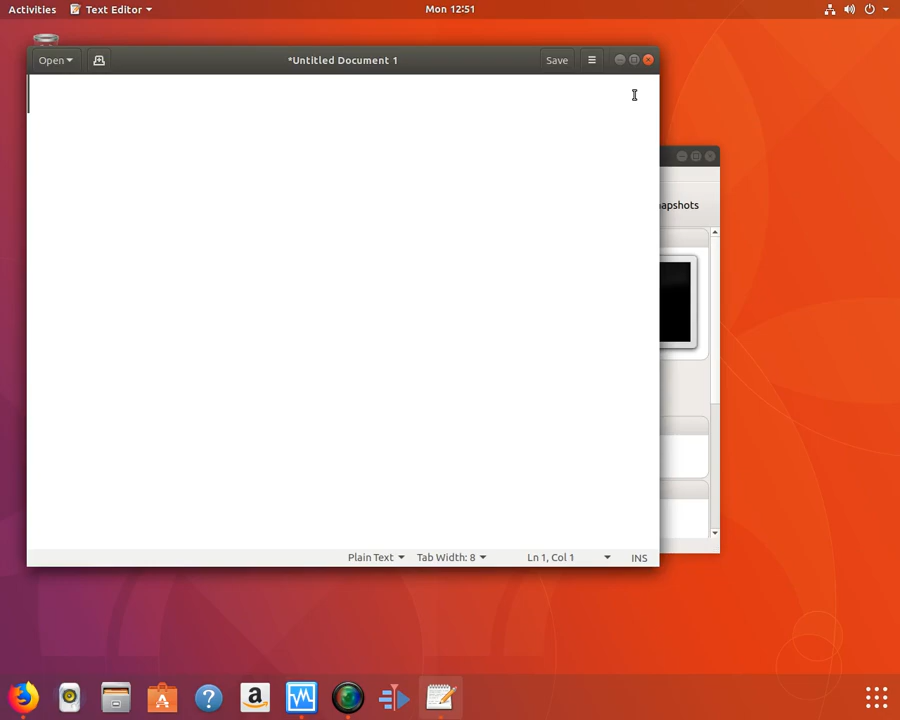 Activities Text Editor Mon 12:51
Open *Untitled Document 1 Save
apshots
Plain Text Tab Width: 8 Ln 1, Col 1 INS